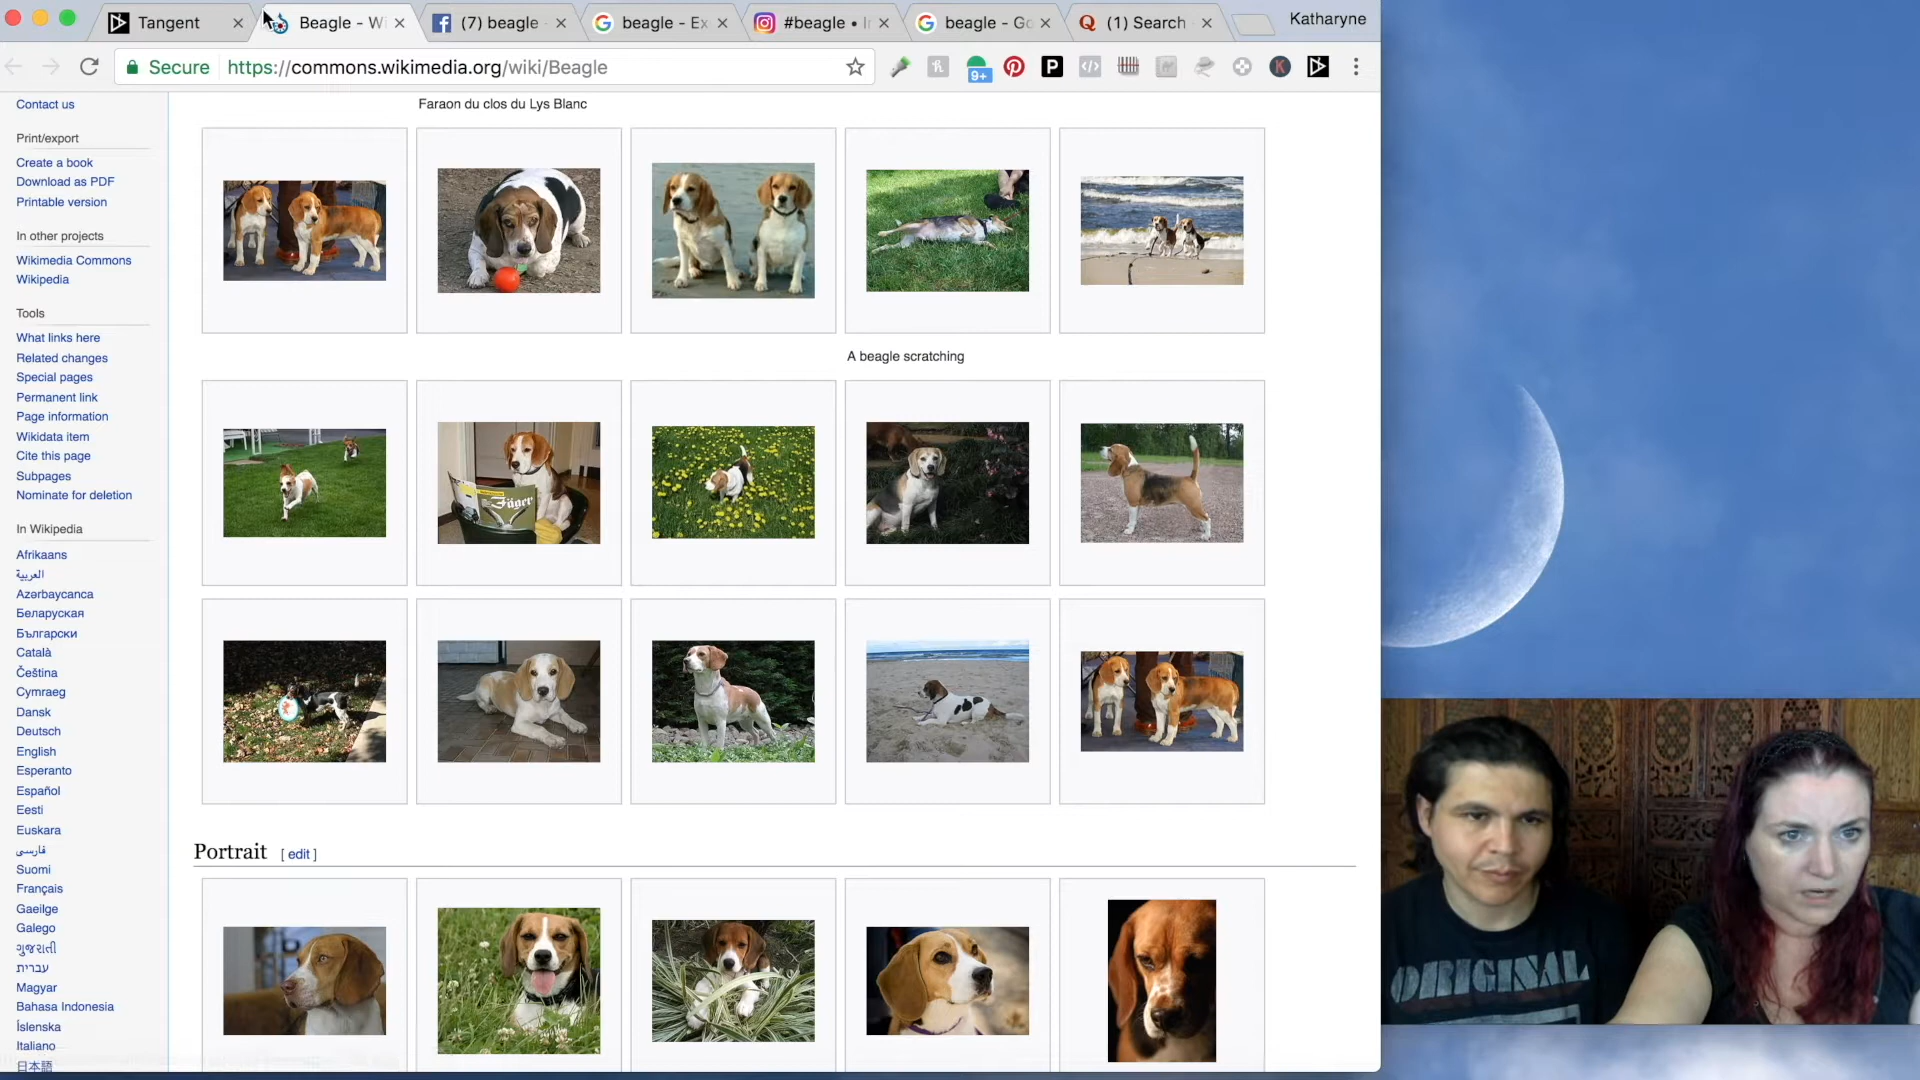 Tangent
Beagle - Wi
(7) beagle
beagle - Ex
#beagle • I
beagle - Go
(1) Search
Katharyne
Secure
https://commons.wikimedia.org/wiki/Beagle
9+
Contact us
Print/export
Create a book
Download as PDF
Printable version
In other projects
Wikimedia Commons
Wikipedia
Tools
What links here
Related changes
Special pages
Permanent link
Page information
Wikidata item
Cite this page
Subpages
Nominate for deletion
In Wikipedia
Afrikaans
العربية
Azərbaycanca
Беларуская
Български
Català
Čeština
Cymraeg
Dansk
Deutsch
English
Esperanto
Español
Eesti
Euskara
فارسی
Suomi
Français
Gaeilge
Galego
ગુજરાતી
עברית
Magyar
Bahasa Indonesia
Íslenska
Italiano
日本語
Faraon du clos du Lys Blanc
A beagle scratching
Jäger
Portrait [ edit ]
ORIGINAL